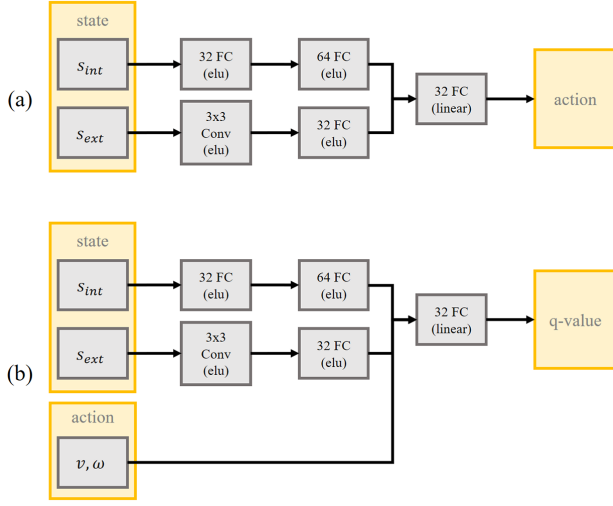 state
s_int
32 FC
(elu)
64 FC
(elu)
(a)
32 FC
(linear)
action
s_ext
3x3
Conv
(elu)
32 FC
(elu)
state
s_int
32 FC
(elu)
64 FC
(elu)
32 FC
(linear)
q-value
s_ext
3x3
Conv
(elu)
32 FC
(elu)
(b)
action
v, ω